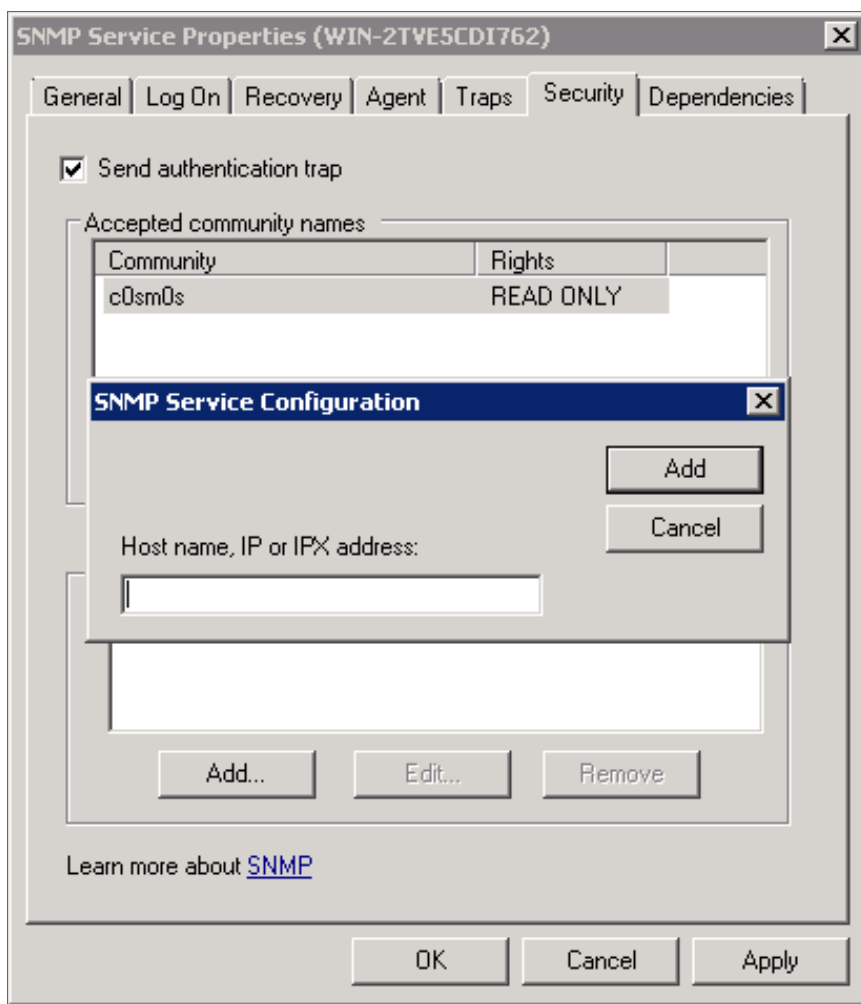 SNMP Service Properties (WIN-2TVE5CDI762)
General Log On Recovery Agent Traps Security Dependencies
Send authentication trap
Accepted community names
Community Rights
c0sm0s READ ONLY
SNMP Service Configuration
Add
Cancel
Host name, IP or IPX address:
Add... Edit... Remove
Learn more about SNMP
OK Cancel Apply